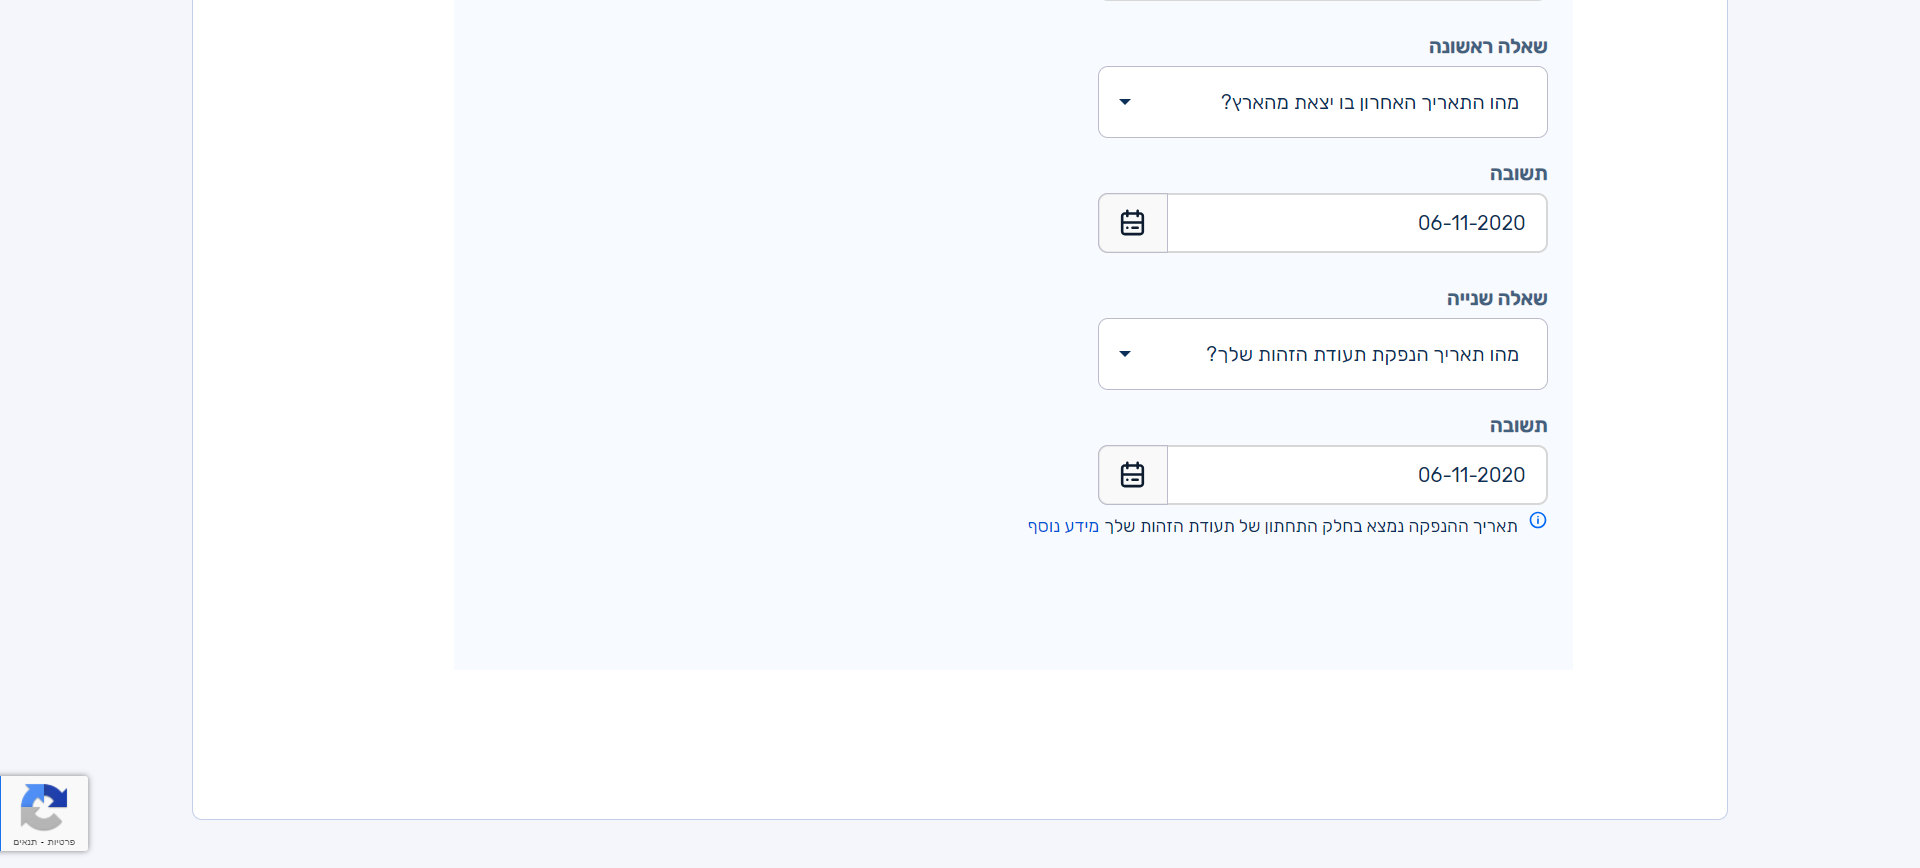 שאלה ראשונה
מהו התאריך האחרון בו יצאת מהארץ?
תשובה
06-11-2020
שאלה שנייה
מהו תאריך הנפקת תעודת הזהות שלך?
תשובה
06-11-2020
תאריך ההנפקה נמצא בחלק התחתון של תעודת הזהות שלך מידע נוסף
פרטיות - תנאים